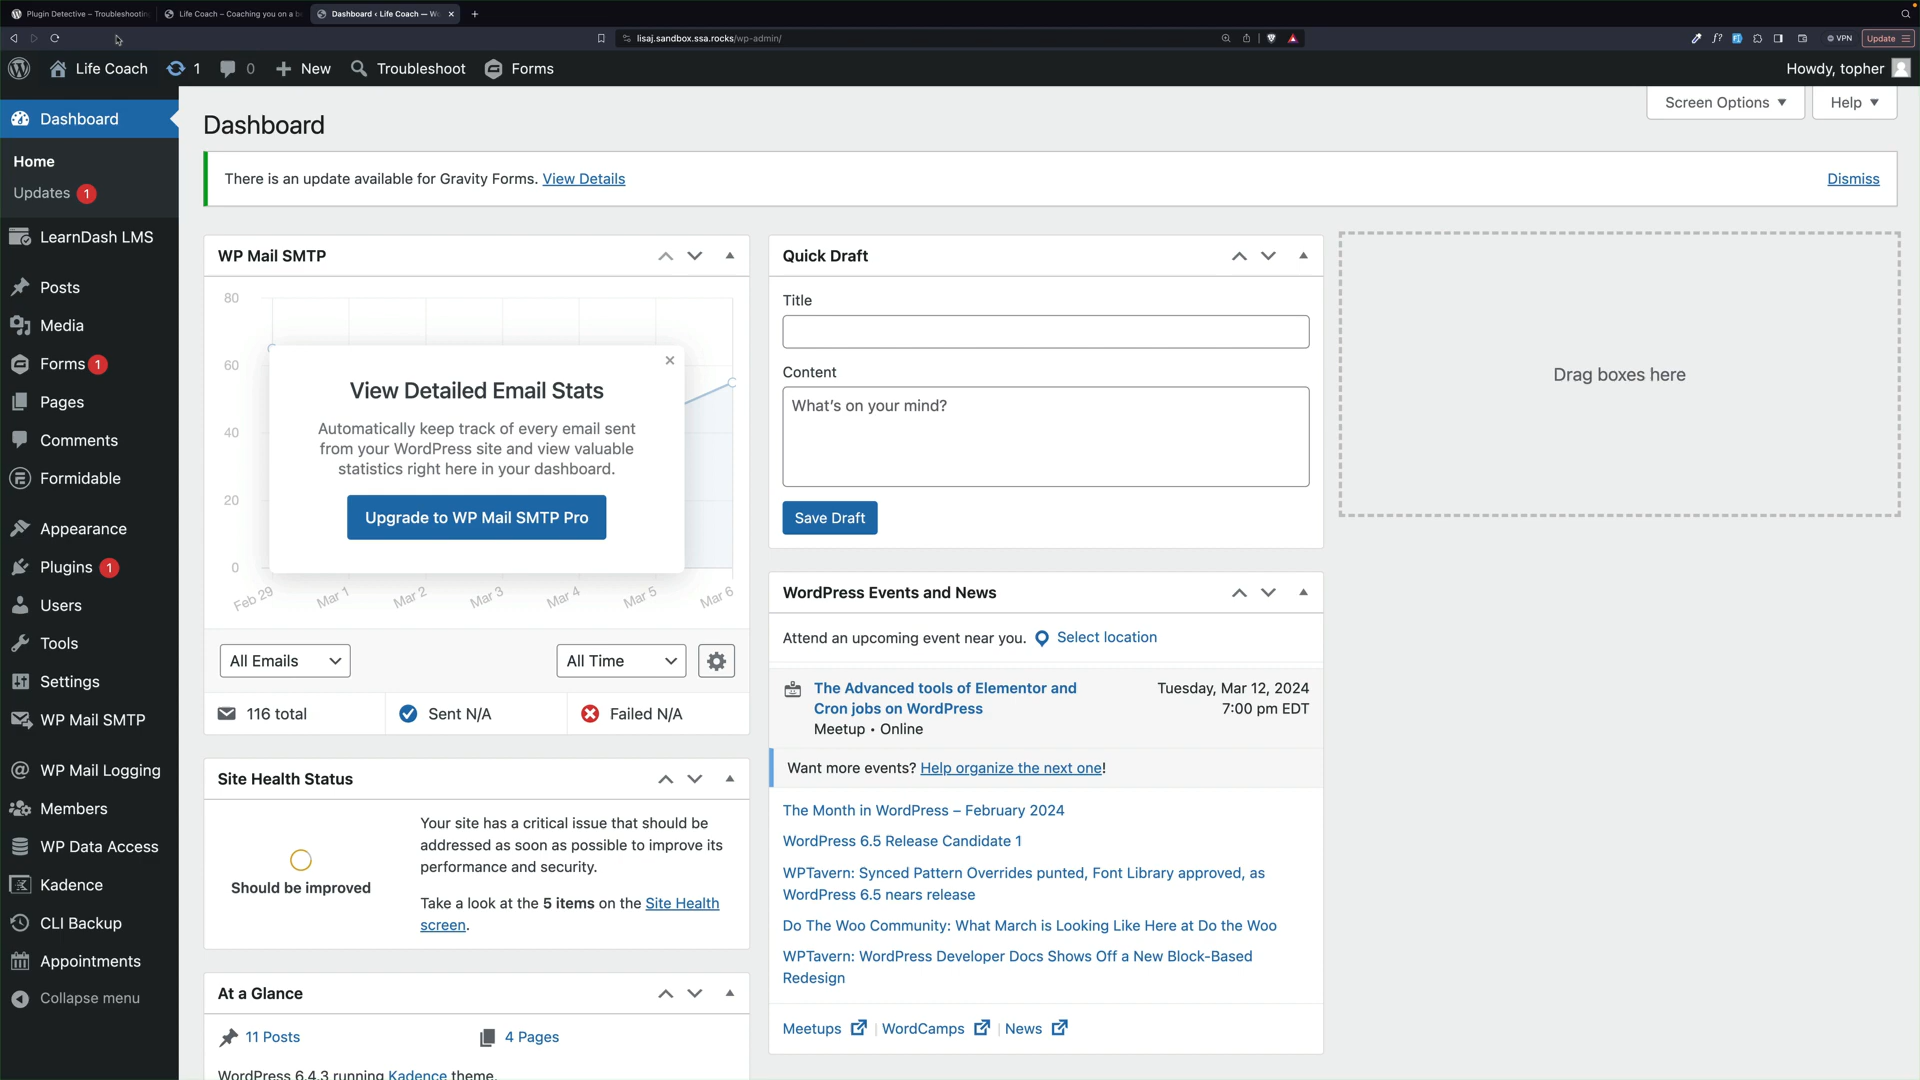 Plugin Detective – Troubleshooting
Life Coach – Coaching you on a b
Dashboard ‹ Life Coach — W
lisaj.sandbox.ssa.rocks/wp-admin/
VPN
Update
Life Coach
1
0
New
Troubleshoot
Forms
Howdy, topher
Dashboard
Home
Updates 1
LearnDash LMS
Posts
Media
Forms 1
Pages
Comments
Formidable
Appearance
Plugins 1
Users
Tools
Settings
WP Mail SMTP
WP Mail Logging
Members
WP Data Access
Kadence
CLI Backup
Appointments
Collapse menu
Screen Options
Help
Dashboard
There is an update available for Gravity Forms. View Details
Dismiss
WP Mail SMTP
80
60
40
20
0
Feb 29
Mar 1
Mar 2
Mar 3
Mar 4
Mar 5
Mar 6
View Detailed Email Stats
Automatically keep track of every email sent
from your WordPress site and view valuable
statistics right here in your dashboard.
Upgrade to WP Mail SMTP Pro
All Emails
All Time
116 total
Sent N/A
Failed N/A
Site Health Status
Should be improved
Your site has a critical issue that should be
addressed as soon as possible to improve its
performance and security.
Take a look at the 5 items on the Site Health
screen.
At a Glance
11 Posts
4 Pages
WordPress 6.4.3 running Kadence theme.
Quick Draft
Title
Content
What's on your mind?
Save Draft
WordPress Events and News
Attend an upcoming event near you. Select location
The Advanced tools of Elementor and
Cron jobs on WordPress
Meetup • Online
Tuesday, Mar 12, 2024
7:00 pm EDT
Want more events? Help organize the next one!
The Month in WordPress – February 2024
WordPress 6.5 Release Candidate 1
WPTavern: Synced Pattern Overrides punted, Font Library approved, as
WordPress 6.5 nears release
Do The Woo Community: What March is Looking Like Here at Do the Woo
WPTavern: WordPress Developer Docs Shows Off a New Block-Based
Redesign
Meetups | WordCamps | News
Drag boxes here